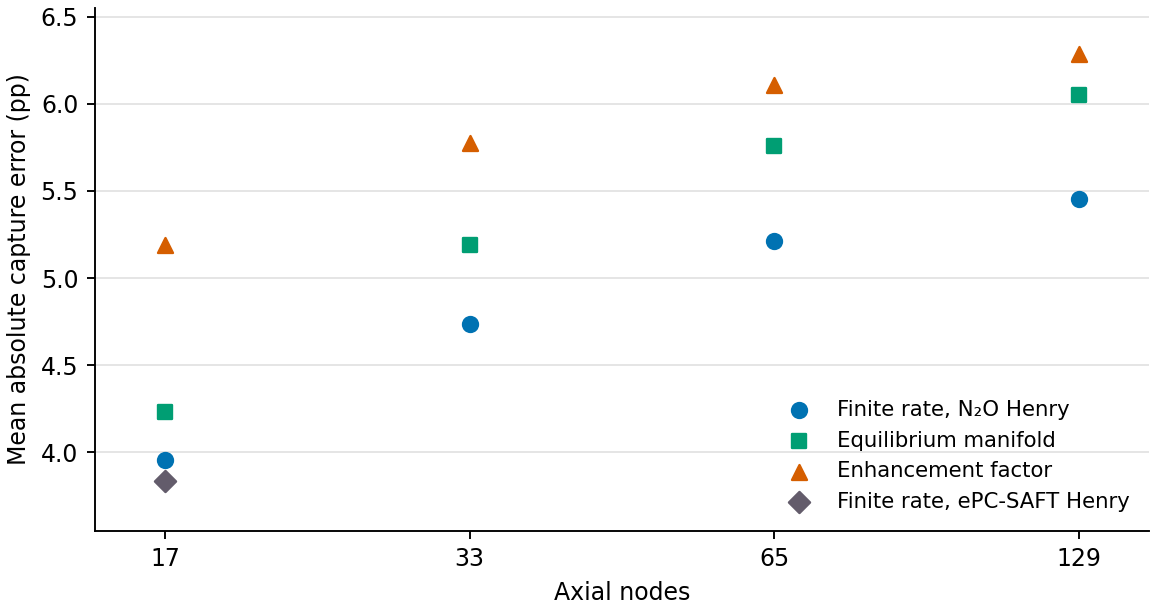 Mean absolute capture error (pp)
6.5
6.0
5.5
5.0
4.5
4.0
Finite rate, N₂O Henry
Equilibrium manifold
Enhancement factor
Finite rate, ePC-SAFT Henry
17
33
65
129
Axial nodes